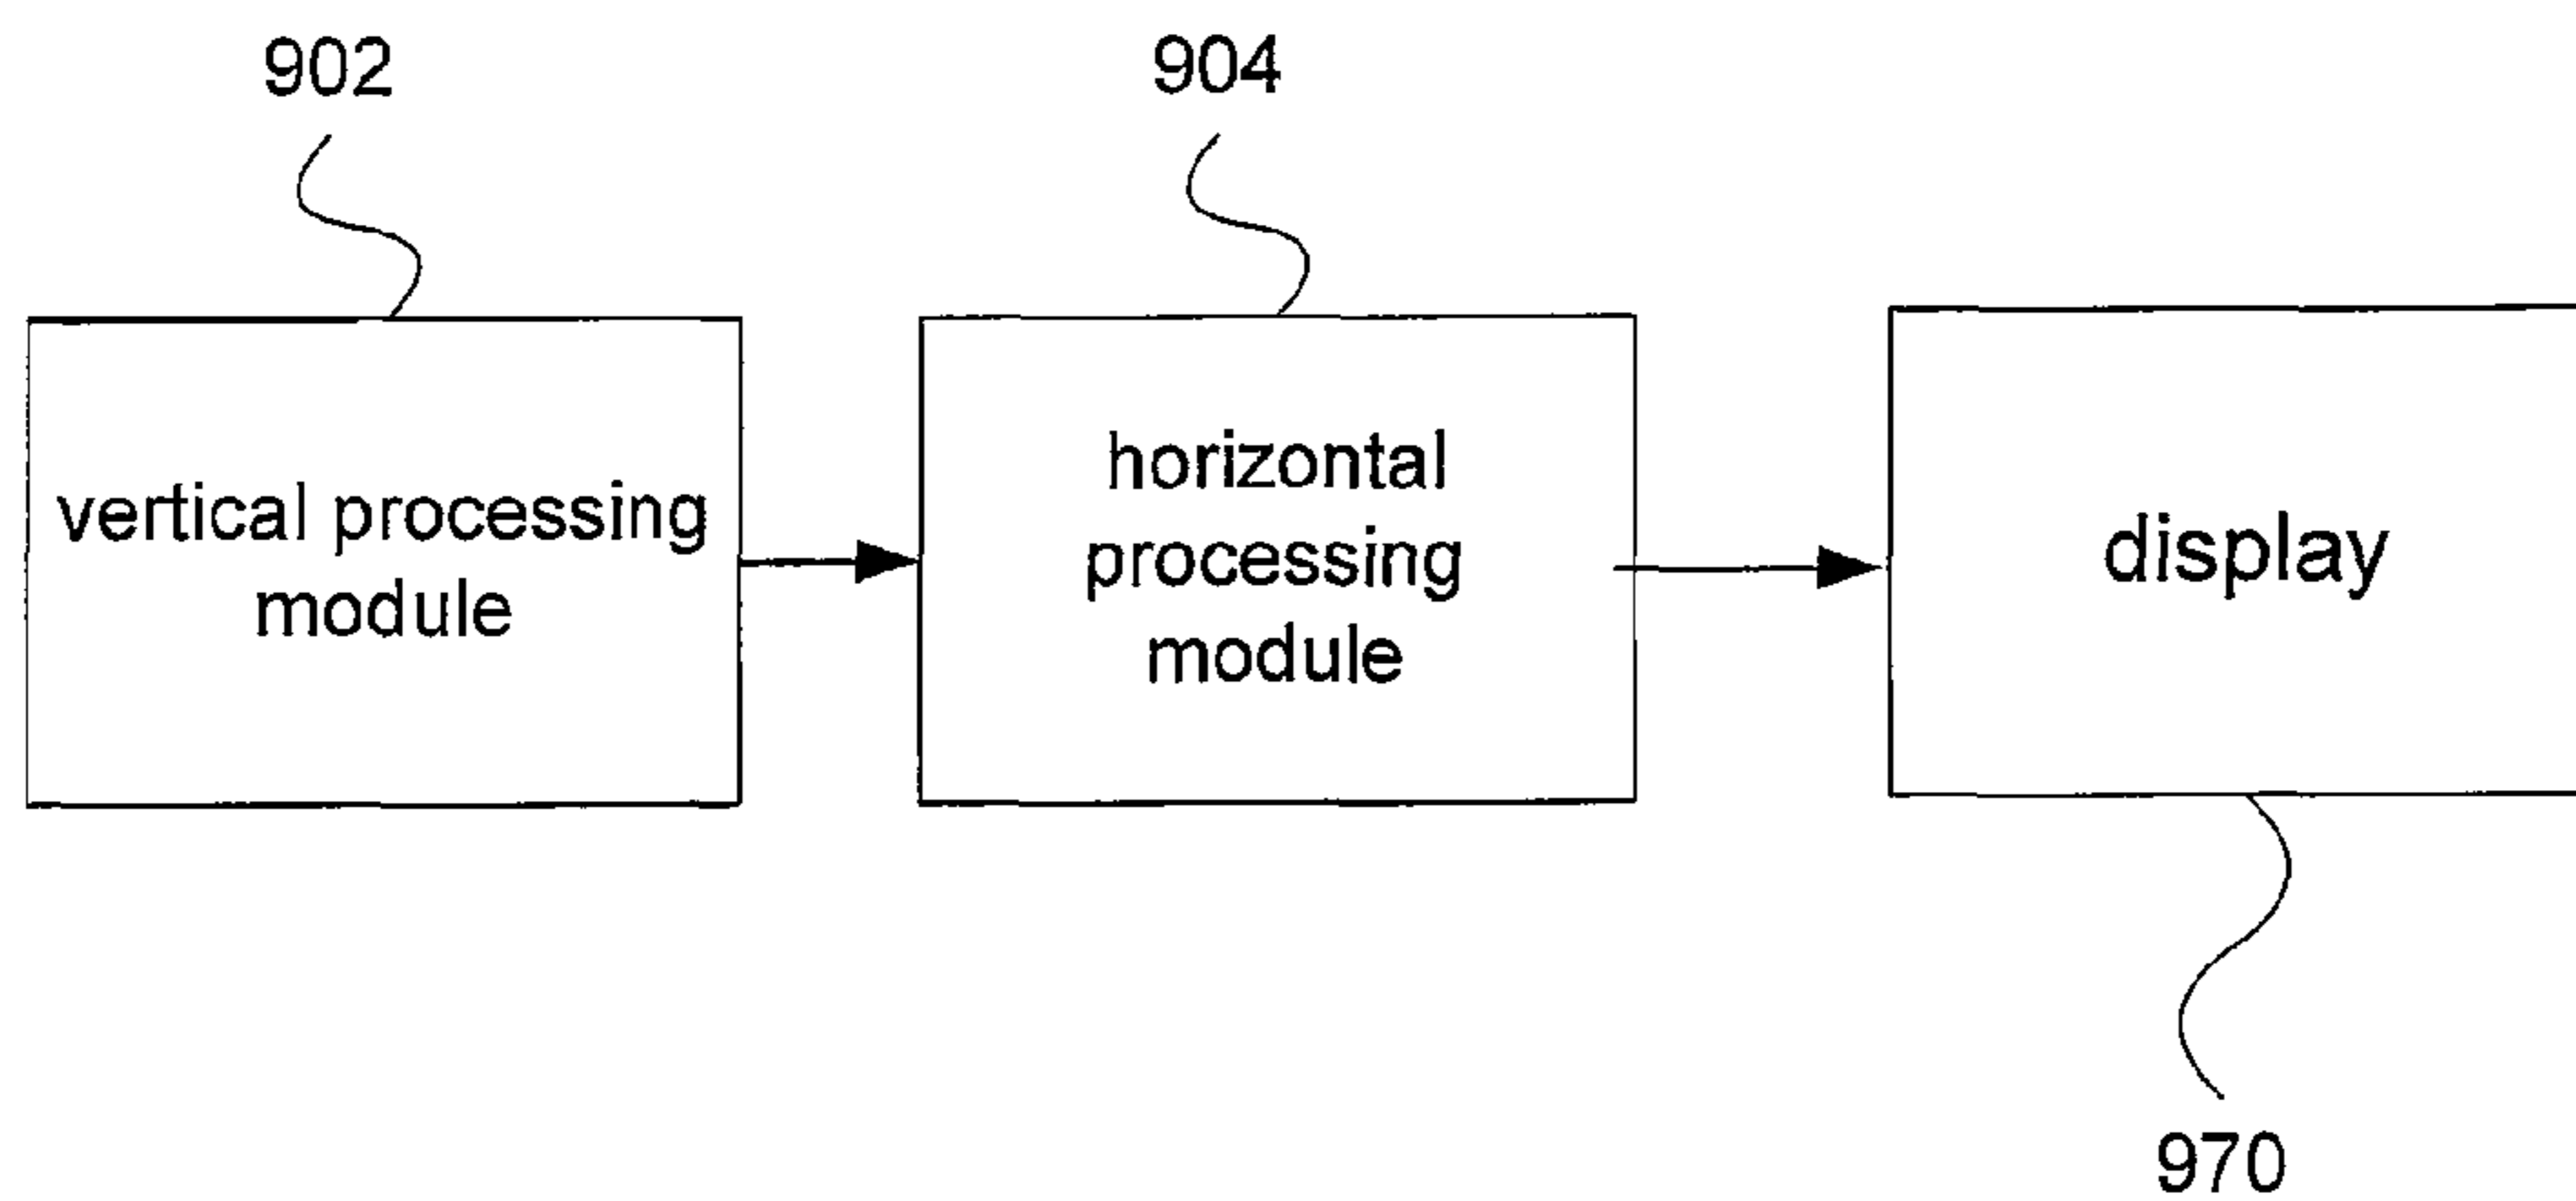 902
904
vertical processing
module
horizontal
processing
module
display
970